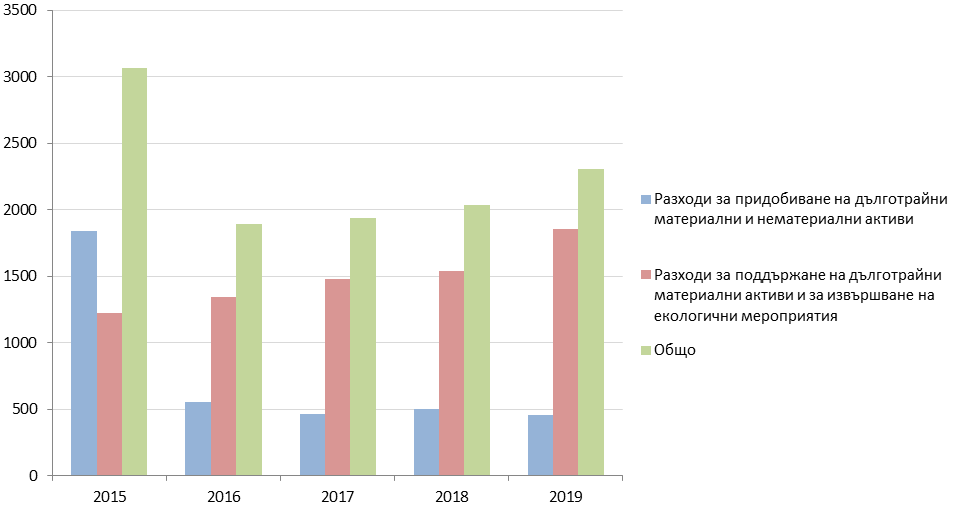 3500
3000
2500
2000
1500
1000
500
0
2015
2016
2017
2018
2019
Разходи за придобиване на дълготрайни
материални и нематериални активи
Разходи за поддържане на дълготрайни
материални активи и за извършване на
екологични мероприятия
Общо